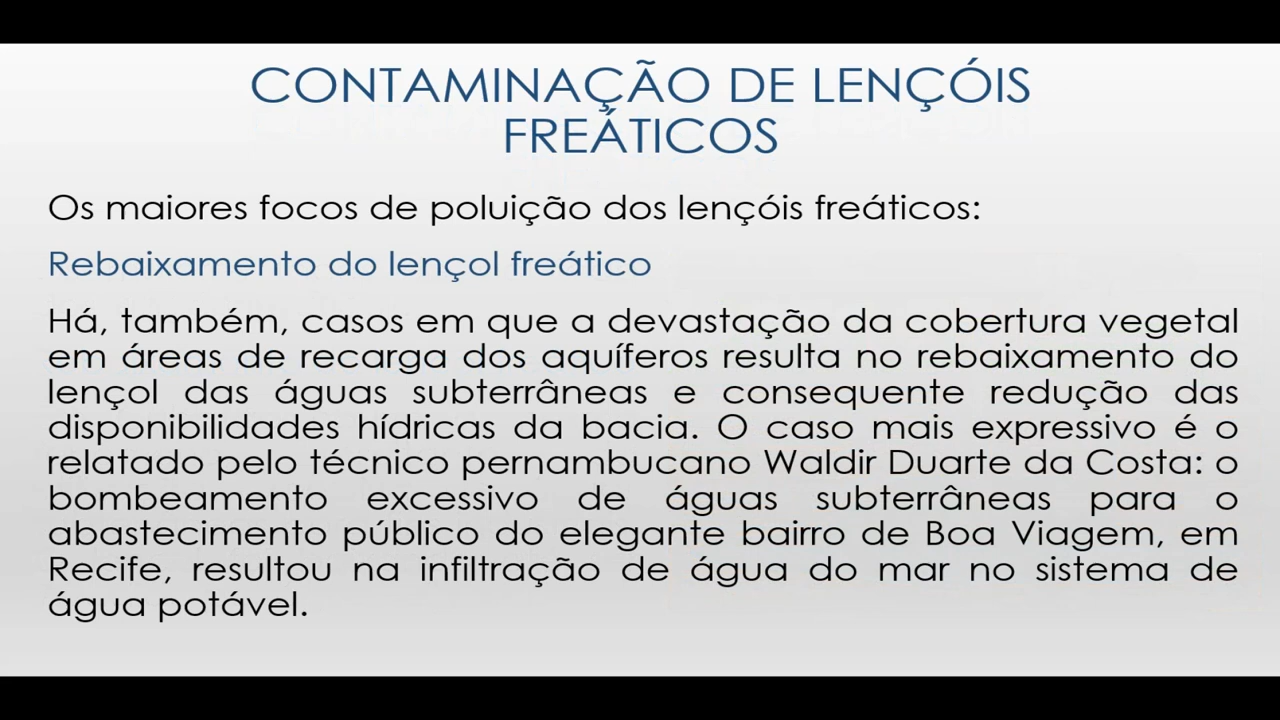 CONTAMINAÇÃO DE LENÇÓIS
FREÁTICOS
Os maiores focos de poluição dos lençóis freáticos:
Rebaixamento do lençol freático
Há, também, casos em que a devastação da cobertura vegetal
em áreas de recarga dos aquíferos resulta no rebaixamento do
lençol das águas subterrâneas e consequente redução das
disponibilidades hídricas da bacia. O caso mais expressivo é o
relatado pelo técnico pernambucano Waldir Duarte da Costa: o
bombeamento excessivo de águas subterrâneas para o
abastecimento público do elegante bairro de Boa Viagem, em
Recife, resultou na infiltração de água do mar no sistema de
água potável.